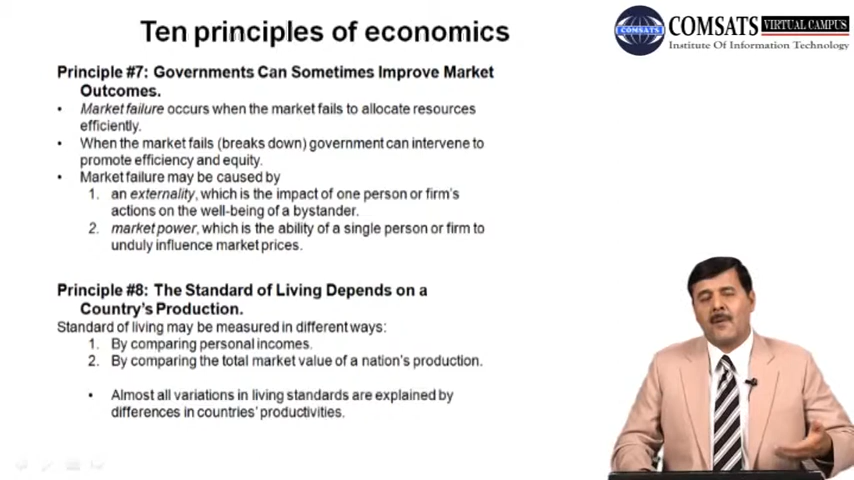 Ten principles of economics
COMSATS
COMSATS VIRTUAL CAMPUS
Institute Of Information Technology
Principle #7: Governments Can Sometimes Improve Market
Outcomes.
• Market failure occurs when the market fails to allocate resources
efficiently.
• When the market fails (breaks down) government can intervene to
promote efficiency and equity.
• Market failure may be caused by
1. an externality, which is the impact of one person or firm's
actions on the well-being of a bystander.
2. market power, which is the ability of a single person or firm to
unduly influence market prices.
Principle #8: The Standard of Living Depends on a
Country's Production.
Standard of living may be measured in different ways:
1. By comparing personal incomes.
2. By comparing the total market value of a nation's production.
• Almost all variations in living standards are explained by
differences in countries' productivities.